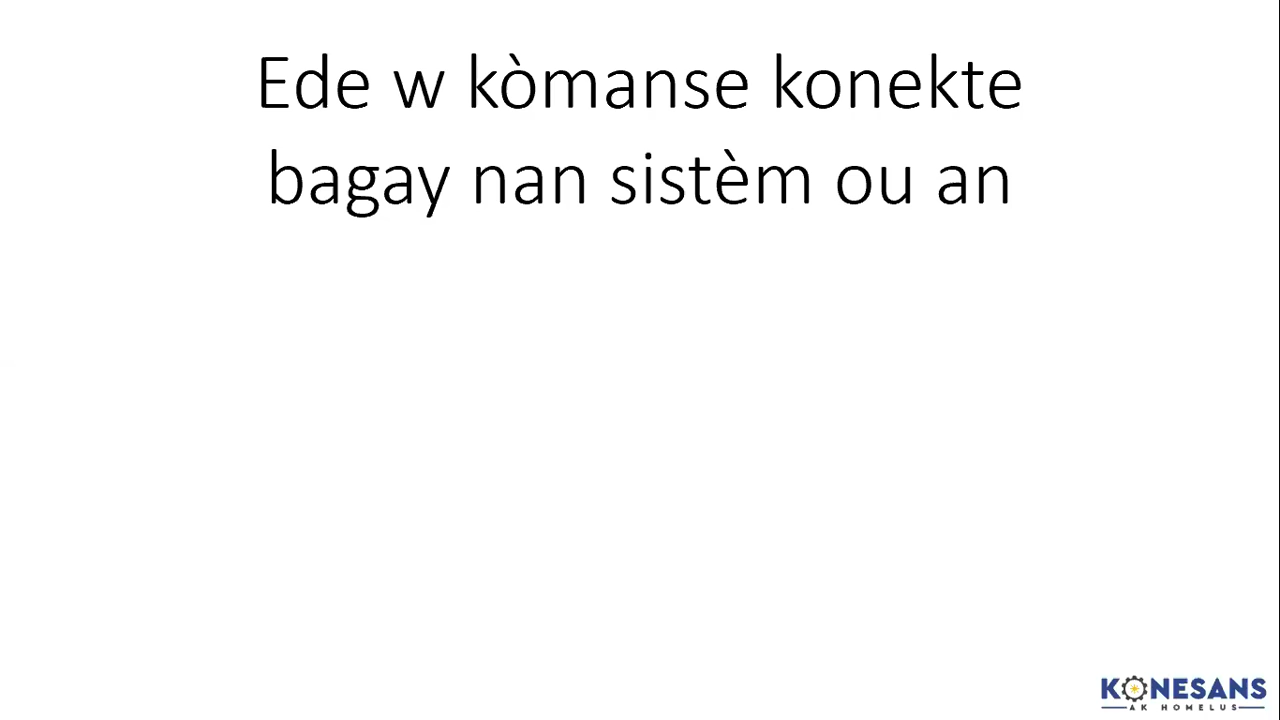 Ede w kòmanse konekte
bagay nan sistèm ou an
KONESANS
AK HOMELUS